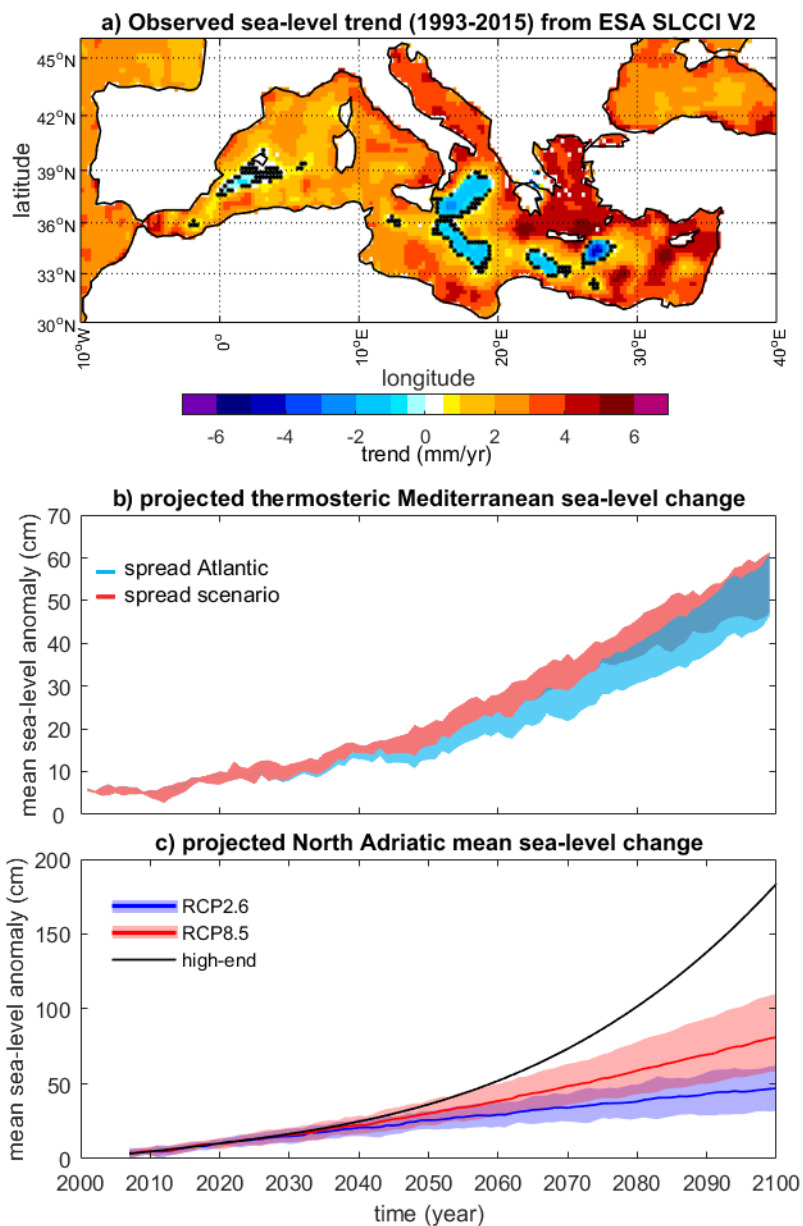 a) Observed sea-level trend (1993-2015) from ESA SLCCI V2
latitude
45°N
42°N
39°N
36°N
33°N
30°N
10°W
0°
10°E
20°E
30°E
40°E
longitude
-6 -4 -2 0 2 4 6
trend (mm/yr)
b) projected thermosteric Mediterranean sea-level change
mean sea-level anomaly (cm)
70
60
50
40
30
20
10
0
spread Atlantic
spread scenario
c) projected North Adriatic mean sea-level change
mean sea-level anomaly (cm)
200
150
100
50
0
RCP2.6
RCP8.5
high-end
2000 2010 2020 2030 2040 2050 2060 2070 2080 2090 2100
time (year)